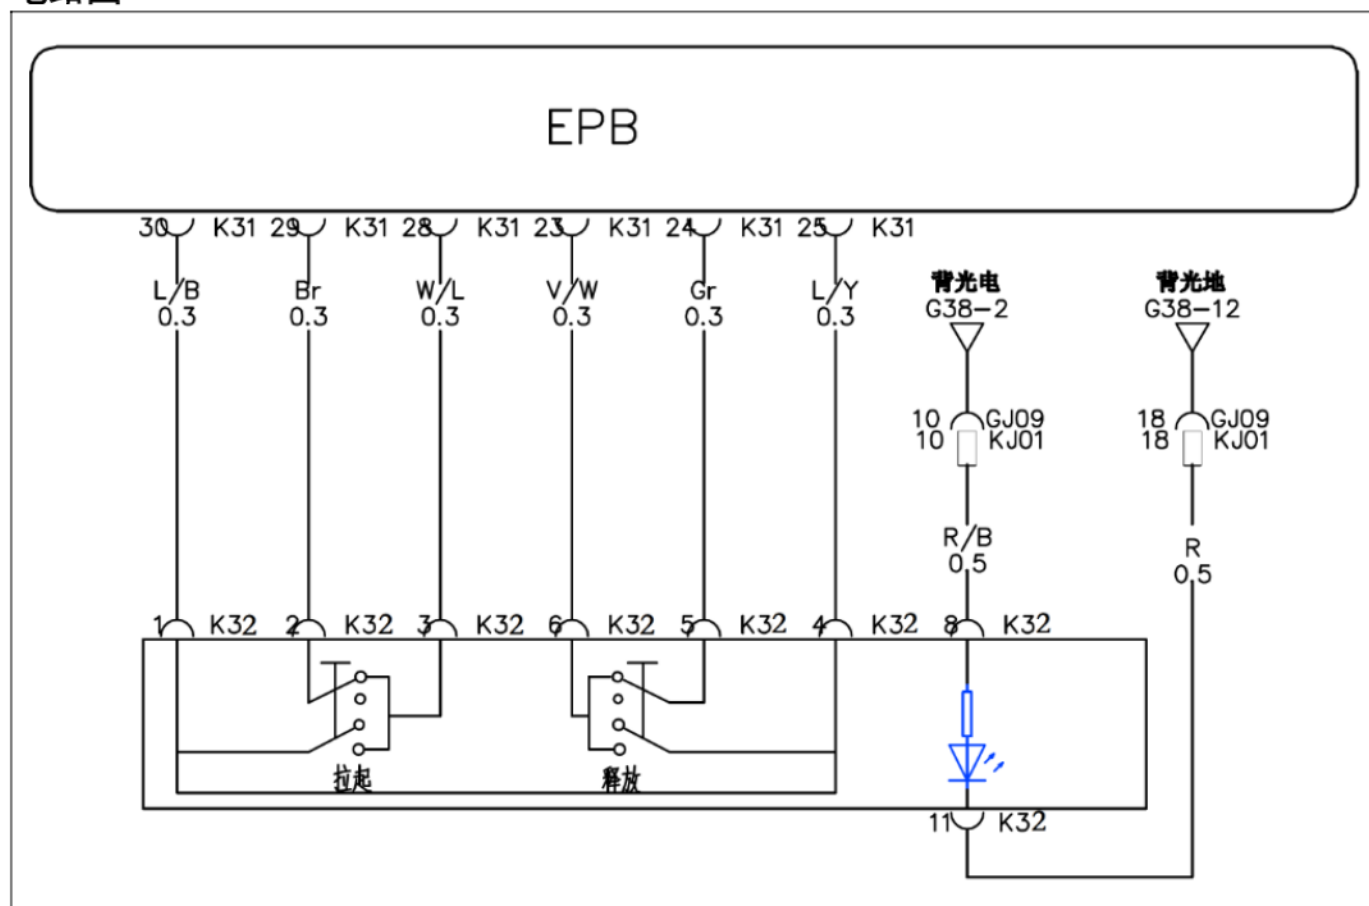 EPB
30 K31 29 K31 28 K31 23 K31 24 K31 25 K31
L/B Br W/L V/W Gr L/Y
0.3 0.3 0.3 0.3 0.3 0.3
背光电 背光地
G38-2 G38-12
10 GJ09 18 GJ09
10 KJ01 18 KJ01
R/B R
0.5 0.5
1 K32 2 K32 3 K32 6 K32 5 K32 4 K32 8 K32
拉起 释放
11 K32